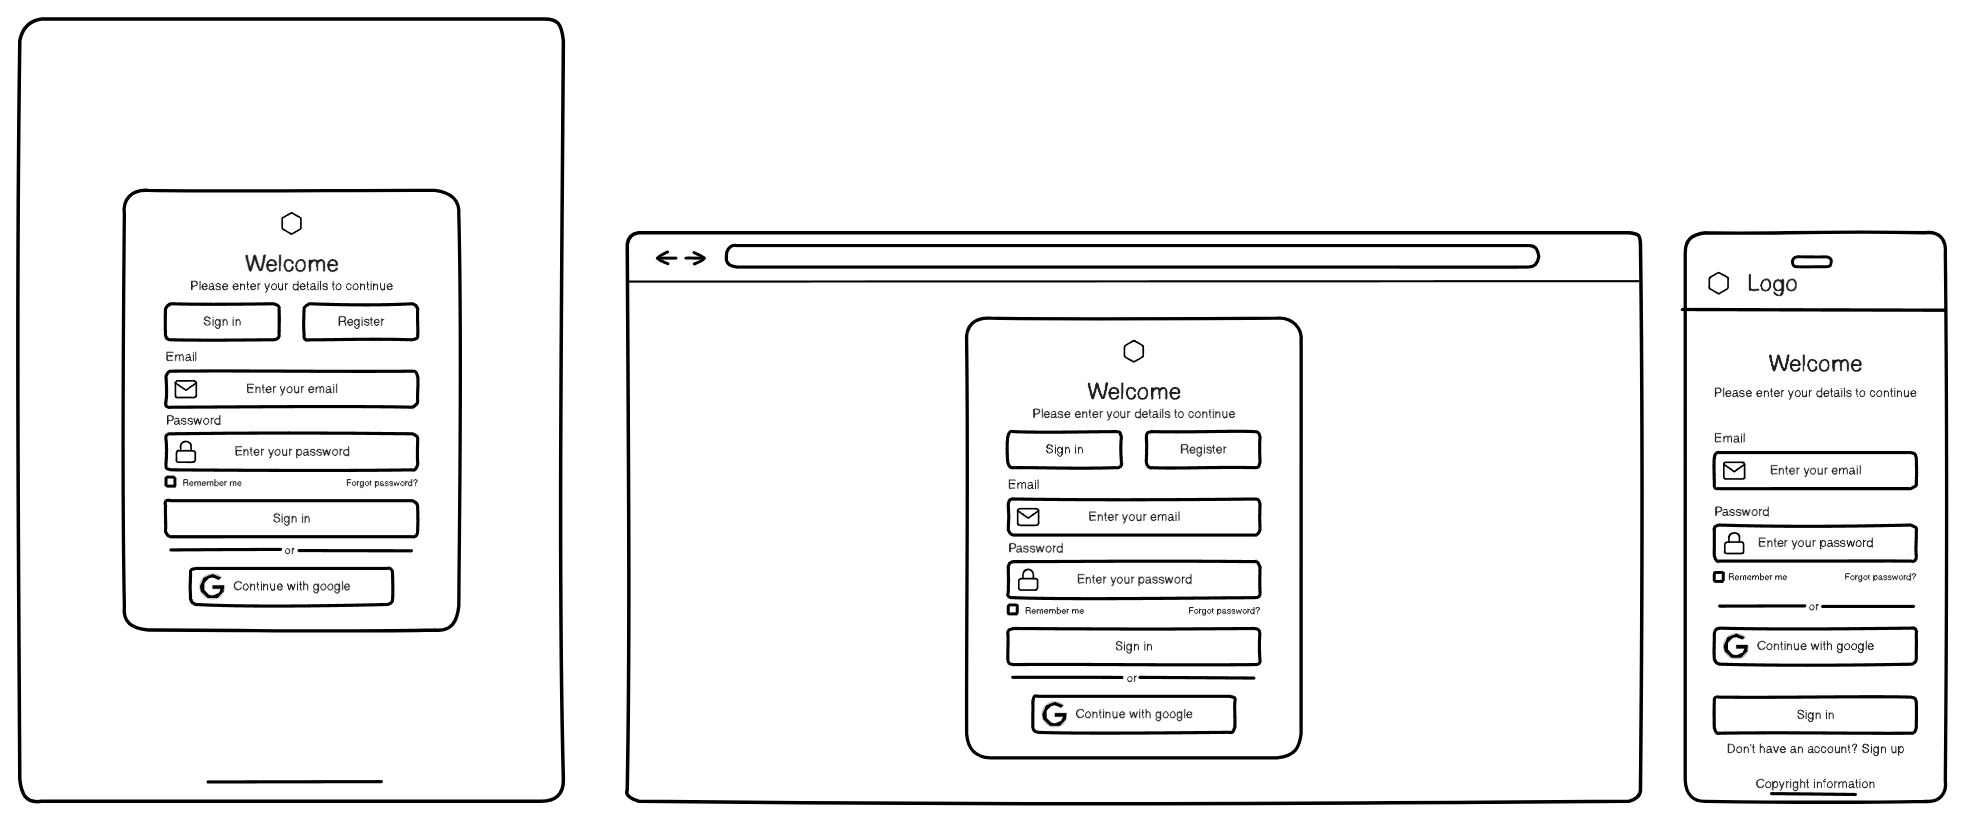 Welcome
Please enter your details to continue
Sign in
Register
Email
Enter your email
Password
Enter your password
Remember me
Forgot password?
Sign in
or
G Continue with google
Welcome
Please enter your details to continue
Sign in
Register
Email
Enter your email
Password
Enter your password
Remember me
Forgot password?
Sign in
or
G Continue with google
Logo
Welcome
Please enter your details to continue
Email
Enter your email
Password
Enter your password
Remember me
Forgot password?
or
G Continue with google
Sign in
Don't have an account? Sign up
Copyright information